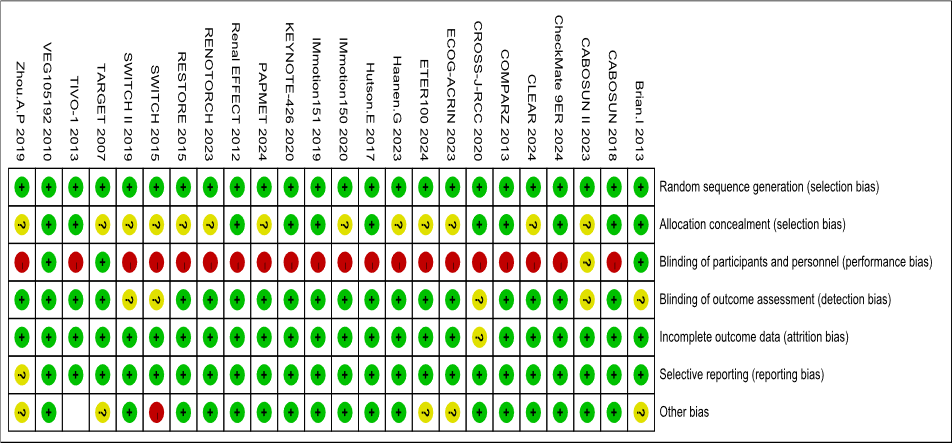 Zhou.A.P 2019
VEG105192 2010
TIVO-1 2013
TARGET 2007
SWITCH II 2019
SWITCH 2015
RESTORE 2015
RENOTORCH 2023
Renal EFFECT 2012
PAPMET 2024
KEYNOTE-426 2020
IMmotion151 2019
IMmotion150 2020
Hutson.E 2017
Haanen.G 2023
ETER100 2024
ECOG-ACRIN 2023
CROSS-J-RCC 2020
COMPARZ 2013
CLEAR 2024
CheckMate 9ER 2024
CABOSUN II 2023
CABOSUN 2018
Brian.I 2013
Random sequence generation (selection bias)
Allocation concealment (selection bias)
Blinding of participants and personnel (performance bias)
Blinding of outcome assessment (detection bias)
Incomplete outcome data (attrition bias)
Selective reporting (reporting bias)
Other bias